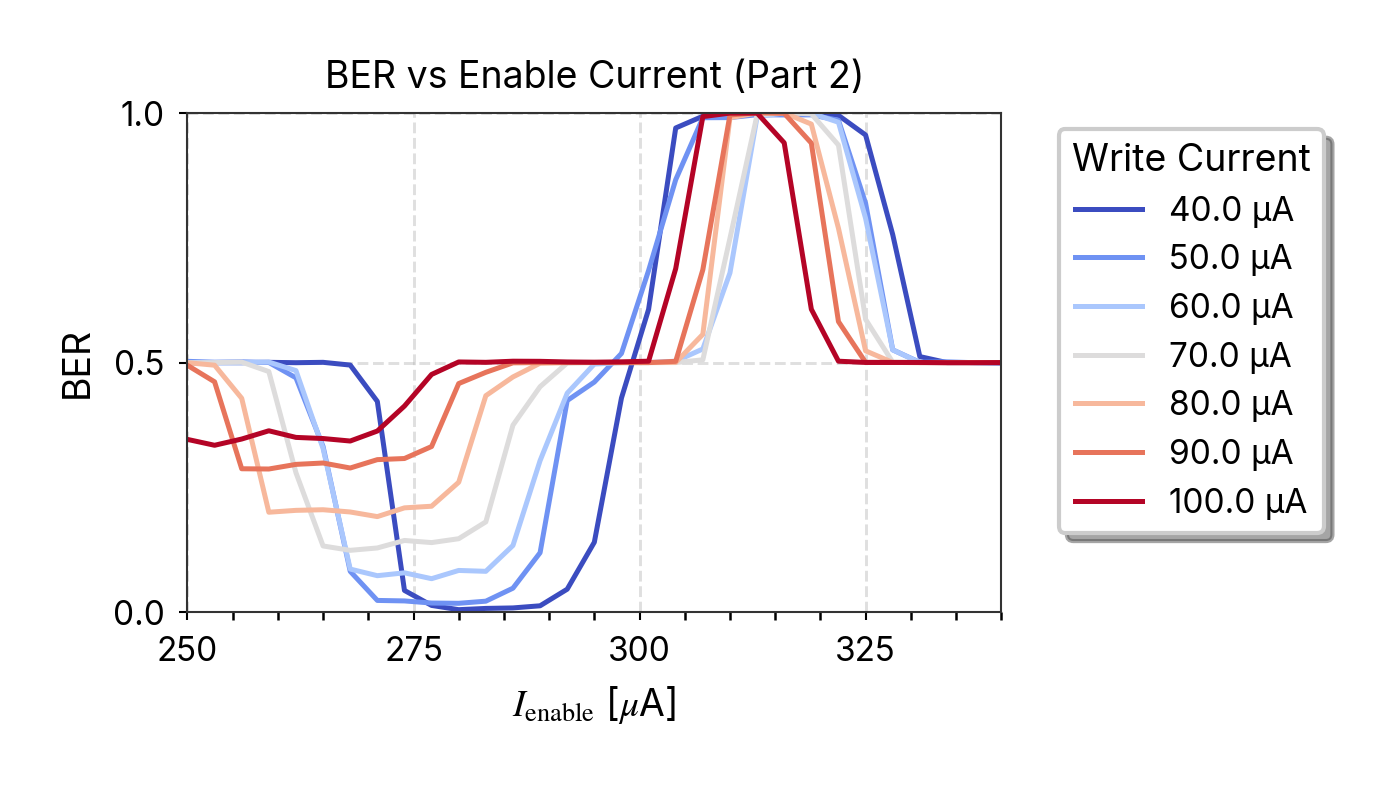 BER vs Enable Current (Part 2)
1.0
0.5
0.0
BER
250 275 300 325
I_enable [μA]
Write Current
40.0 μA
50.0 μA
60.0 μA
70.0 μA
80.0 μA
90.0 μA
100.0 μA